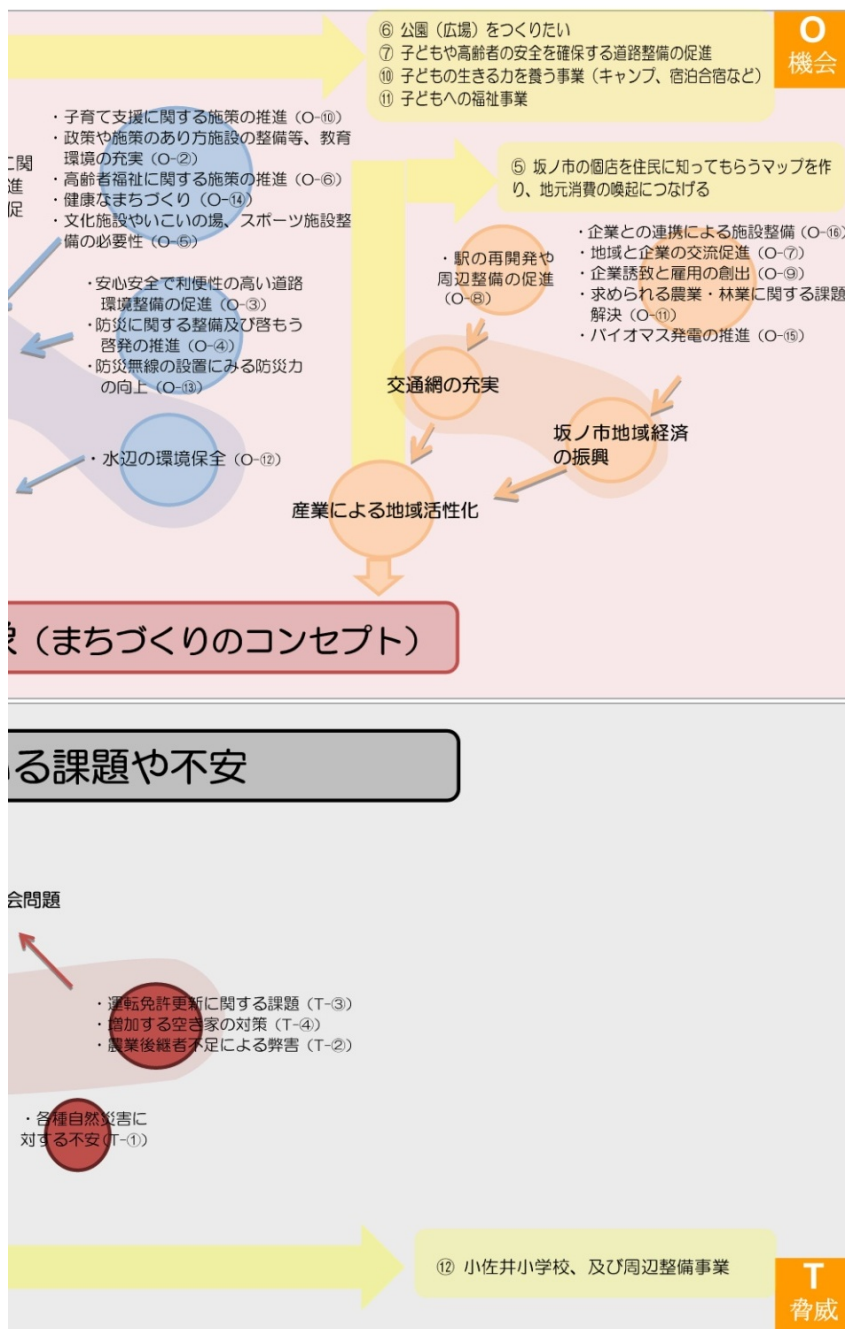 ⑥ 公園（広場）をつくりたい
⑦ 子どもや高齢者の安全を確保する道路整備の促進
⑩ 子どもの生きる力を養う事業（キャンプ、宿泊合宿など）
⑪ 子どもへの福祉事業
O
機会
・子育て支援に関する施策の推進（O-⑩）
・政策や施策のあり方施設の整備等、教育
環境の充実（O-②）
・高齢者福祉に関する施策の推進（O-⑥）
・健康なまちづくり（O-⑭）
・文化施設やいこいの場、スポーツ施設整
備の必要性（O-⑤）
に関
進
促
⑤ 坂ノ市の個店を住民に知ってもらうマップを作
り、地元消費の喚起につなげる
・駅の再開発や
周辺整備の促進
（O-⑧）
・企業との連携による施設整備（O-⑯）
・地域と企業の交流促進（O-⑦）
・企業誘致と雇用の創出（O-⑨）
・求められる農業・林業に関する課題
解決（O-⑪）
・バイオマス発電の推進（O-⑮）
・安心安全で利便性の高い道路
環境整備の促進（O-③）
・防災に関する整備及び啓もう
啓発の推進（O-④）
・防災無線の設置にみる防災力
の向上（O-⑬）
交通網の充実
坂ノ市地域経済
の振興
・水辺の環境保全（O-⑫）
産業による地域活性化
象（まちづくりのコンセプト）
いる課題や不安
会問題
・運転免許更新に関する課題（T-③）
・増加する空き家の対策（T-④）
・農業後継者不足による弊害（T-②）
・各種自然災害に
対する不安（T-①）
⑫ 小佐井小学校、及び周辺整備事業
T
脅威